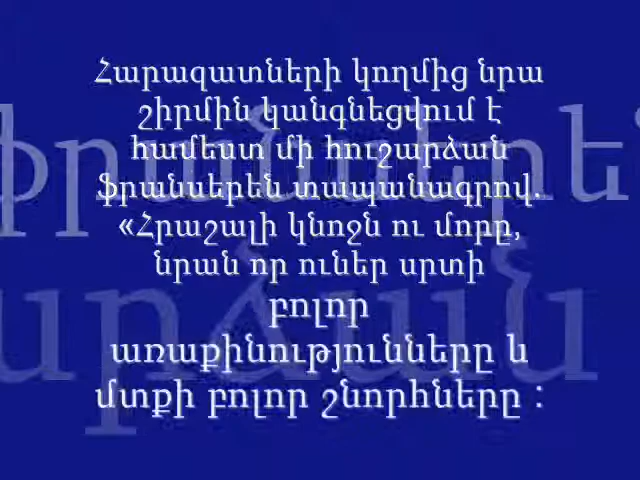 Հարազատների կողմից նրա
շիրմին կանգնեցվում է
համեստ մի հուշարձան
ֆրանսերեն տապանագրով.
«Հրաշալի կնոջն ու մորը,
նրան որ ուներ սրտի
բոլոր
առաքինությունները և
մտքի բոլոր շնորհները :